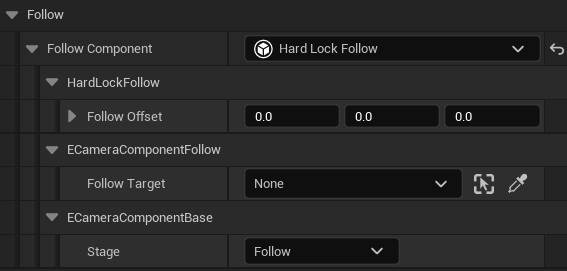 Follow
Follow Component Hard Lock Follow
HardLockFollow
Follow Offset 0.0 0.0 0.0
ECameraComponentFollow
Follow Target None
ECameraComponentBase
Stage Follow